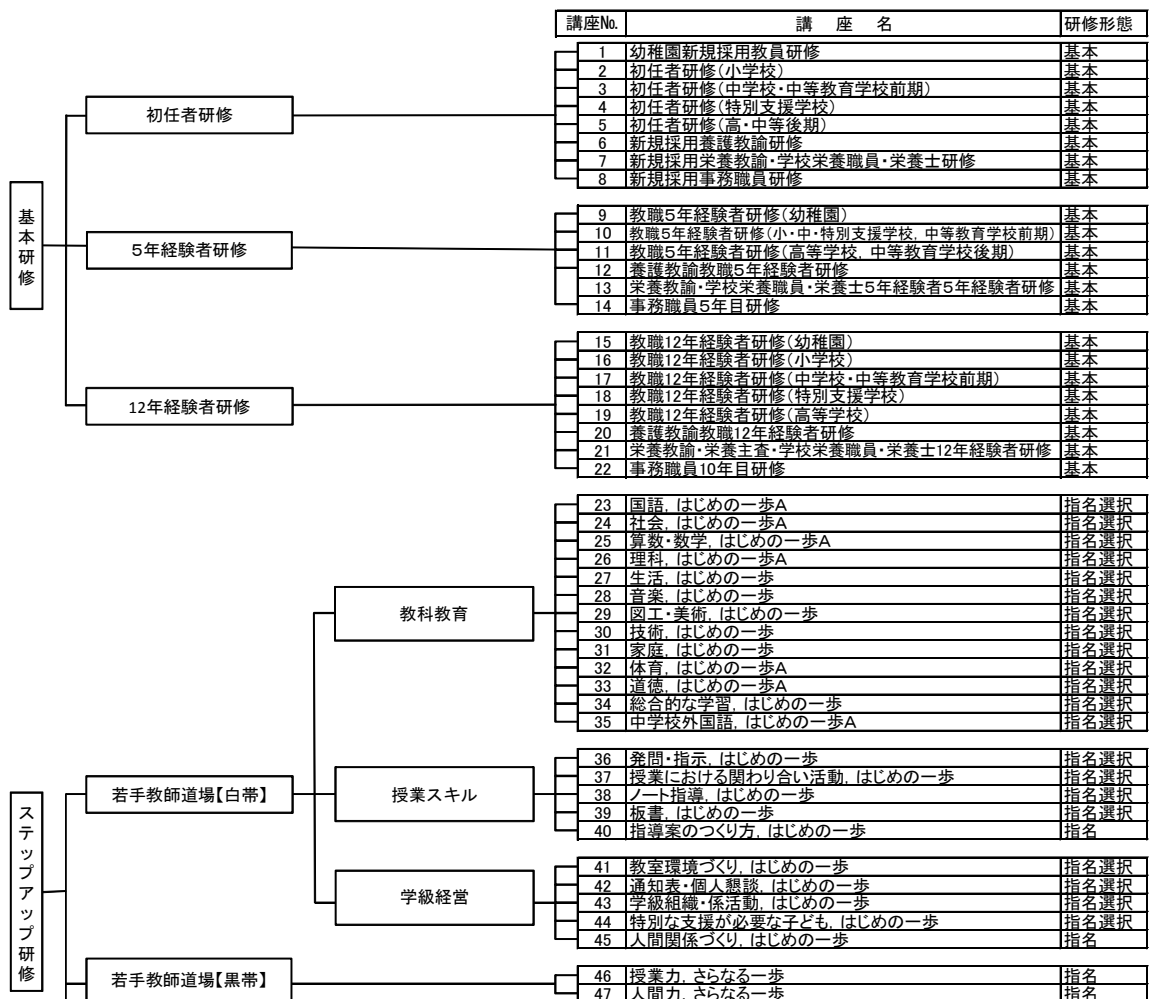 講座No. 講座名 研修形態
基本研修
初任者研修
1 幼稚園新規採用教員研修 基本
2 初任者研修(小学校) 基本
3 初任者研修(中学校・中等教育学校前期) 基本
4 初任者研修(特別支援学校) 基本
5 初任者研修(高・中等後期) 基本
6 新規採用養護教諭研修 基本
7 新規採用栄養教諭・学校栄養職員・栄養士研修 基本
8 新規採用事務職員研修 基本
5年経験者研修
9 教職5年経験者研修(幼稚園) 基本
10 教職5年経験者研修(小・中・特別支援学校,中等教育学校前期) 基本
11 教職5年経験者研修(高等学校,中等教育学校後期) 基本
12 養護教諭教職5年経験者研修 基本
13 栄養教諭・学校栄養職員・栄養士5年経験者5年経験者研修 基本
14 事務職員5年目研修 基本
12年経験者研修
15 教職12年経験者研修(幼稚園) 基本
16 教職12年経験者研修(小学校) 基本
17 教職12年経験者研修(中学校・中等教育学校前期) 基本
18 教職12年経験者研修(特別支援学校) 基本
19 教職12年経験者研修(高等学校) 基本
20 養護教諭教職12年経験者研修 基本
21 栄養教諭・栄養主査・学校栄養職員・栄養士12年経験者研修 基本
22 事務職員10年目研修 基本
ステップアップ研修
若手教師道場【白帯】
教科教育
23 国語,はじめの一歩A 指名選択
24 社会,はじめの一歩A 指名選択
25 算数・数学,はじめの一歩A 指名選択
26 理科,はじめの一歩A 指名選択
27 生活,はじめの一歩 指名選択
28 音楽,はじめの一歩 指名選択
29 図工・美術,はじめの一歩 指名選択
30 技術,はじめの一歩 指名選択
31 家庭,はじめの一歩 指名選択
32 体育,はじめの一歩A 指名選択
33 道徳,はじめの一歩A 指名選択
34 総合的な学習,はじめの一歩 指名選択
35 中学校外国語,はじめの一歩A 指名選択
授業スキル
36 発問・指示,はじめの一歩 指名選択
37 授業における関わり合い活動,はじめの一歩 指名選択
38 ノート指導,はじめの一歩 指名選択
39 板書,はじめの一歩 指名選択
40 指導案のつくり方,はじめの一歩 指名
学級経営
41 教室環境づくり,はじめの一歩 指名選択
42 通知表・個人懇談,はじめの一歩 指名選択
43 学級組織・係活動,はじめの一歩 指名選択
44 特別な支援が必要な子ども,はじめの一歩 指名選択
45 人間関係づくり,はじめの一歩 指名
若手教師道場【黒帯】
46 授業力,さらなる一歩 指名
47 人間力,さらなる一歩 指名